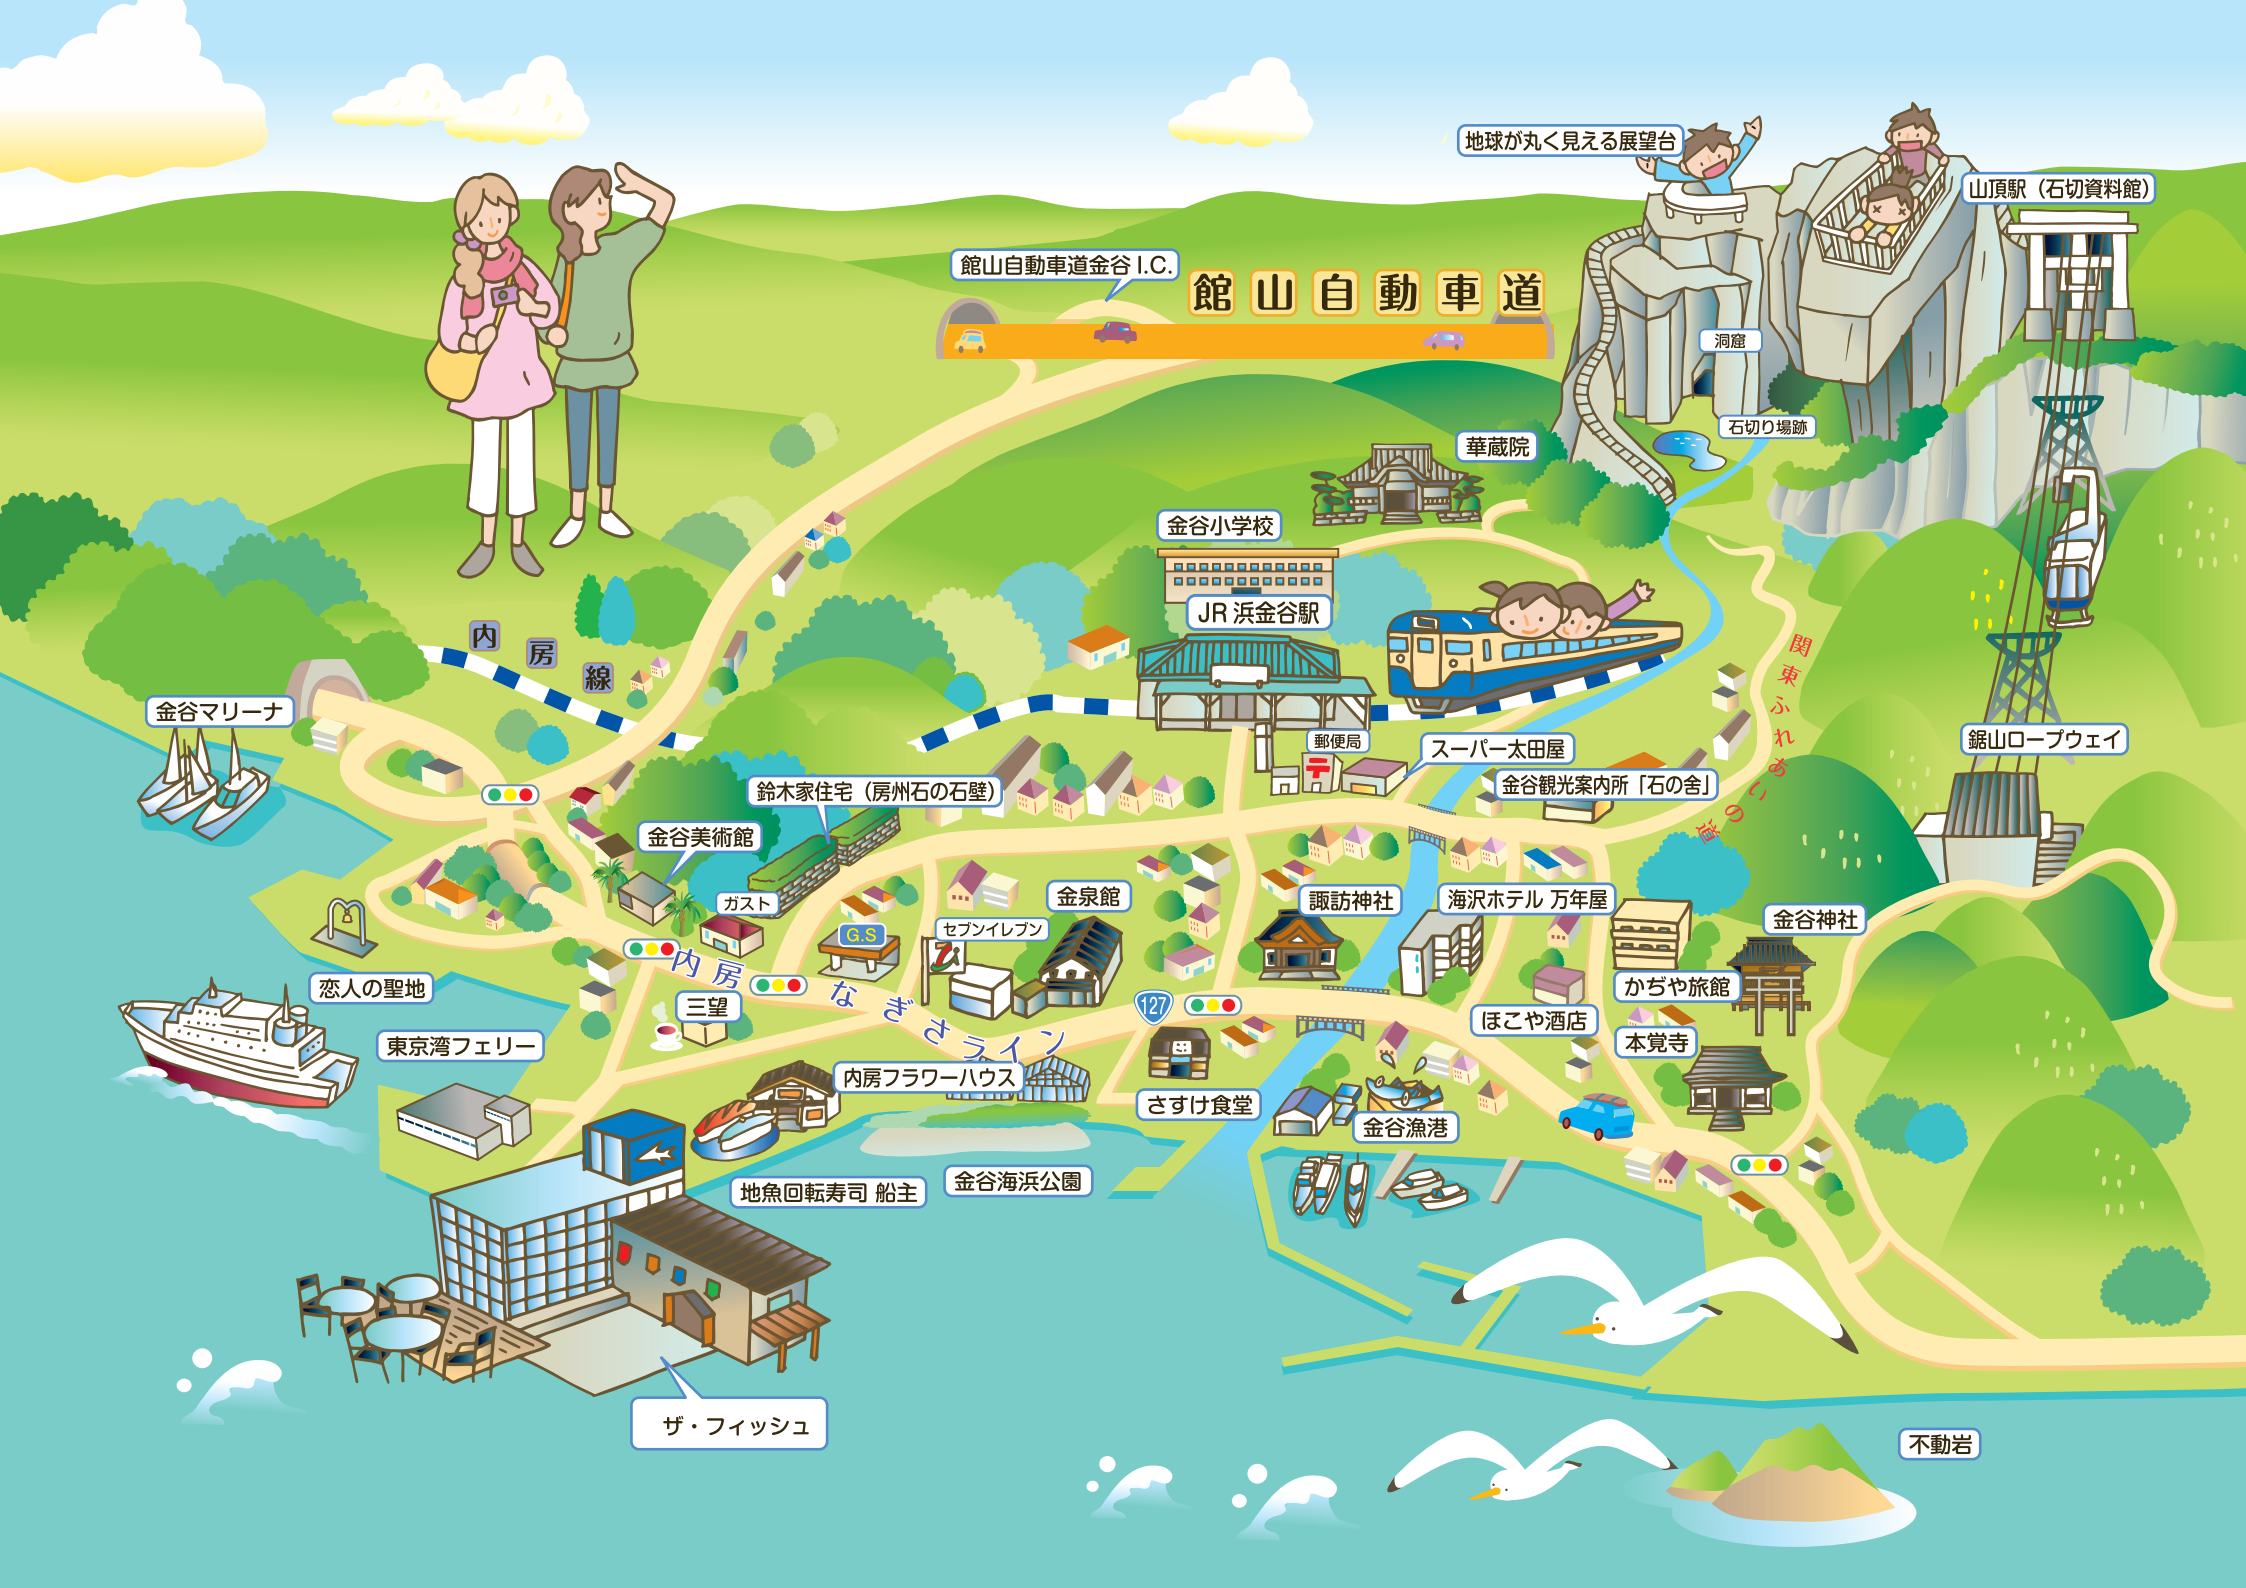 地球が丸く見える展望台
山頂駅（石切資料館）
館山自動車道金谷 I.C.
館山自動車道
洞窟
石切り場跡
華蔵院
金谷小学校
JR 浜金谷駅
内房線
関東ふれあいの道
金谷マリーナ
郵便局
スーパー太田屋
鋸山ロープウェイ
金谷観光案内所「石の舎」
鈴木家住宅（房州石の石壁）
金谷美術館
ガスト
G.S
セブンイレブン
金泉館
諏訪神社
海沢ホテル 万年屋
金谷神社
かぢや旅館
恋人の聖地
三望
内房なぎさライン
127
ほこや酒店
本覚寺
東京湾フェリー
内房フラワーハウス
さすけ食堂
金谷漁港
地魚回転寿司 船主
金谷海浜公園
ザ・フィッシュ
不動岩